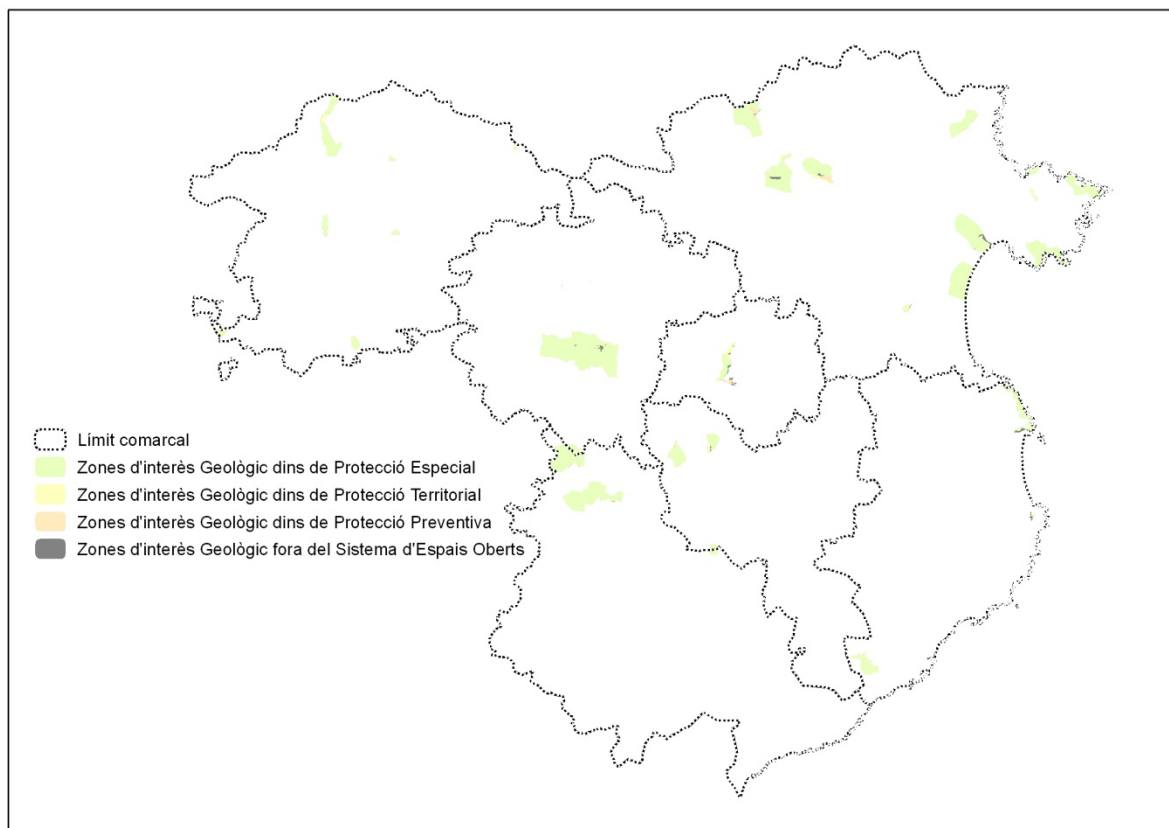 Límit comarcal
Zones d'interès Geològic dins de Protecció Especial
Zones d'interès Geològic dins de Protecció Territorial
Zones d'interès Geològic dins de Protecció Preventiva
Zones d'interès Geològic fora del Sistema d'Espais Oberts